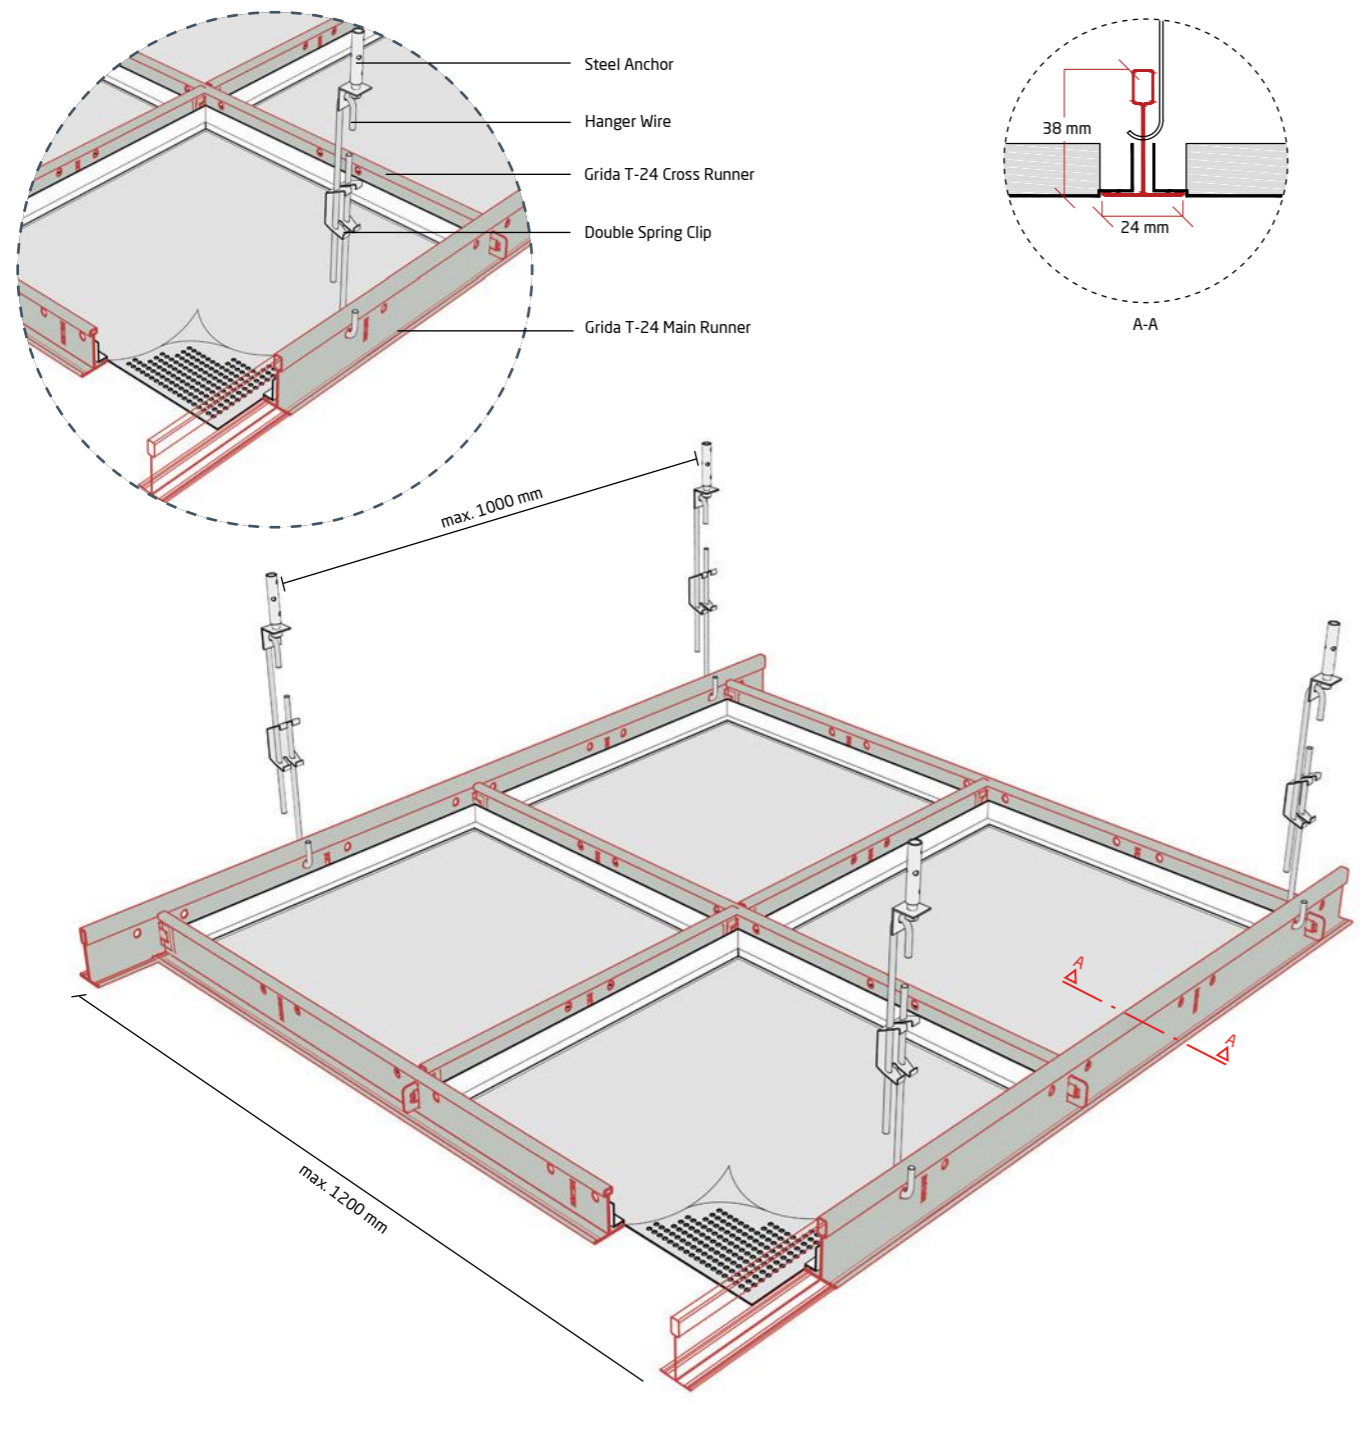 Steel Anchor
Hanger Wire
Grida T-24 Cross Runner
Double Spring Clip
Grida T-24 Main Runner
38 mm
24 mm
A-A
max. 1000 mm
A
A
max. 1200 mm